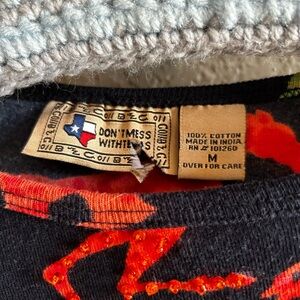 DON'T MESS
WITH TEXAS
100% COTTON
MADE IN INDIA
RN # 101260
M
OVER FOR CARE